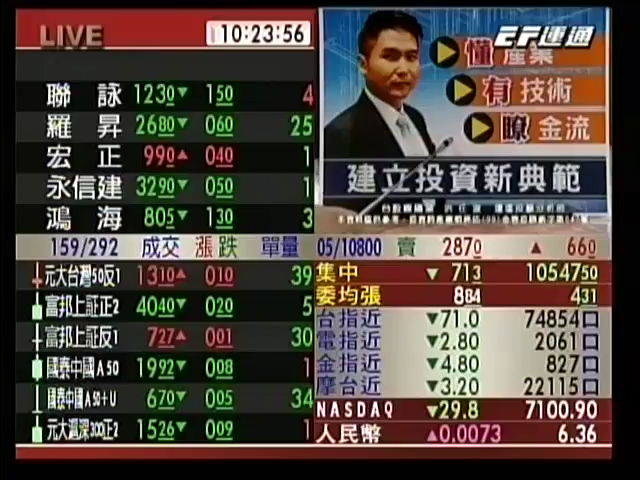 LIVE
10:23:56
EF運通
懂 產業
有 技術
瞭 金流
建立投資新典範
聯詠 1230▼ 150 4
羅昇 2680▼ 060 25
宏正 990▲ 040 1
永信建 3290▼ 050 1
鴻海 805▼ 130 3
159/292 成交 漲跌 單量 05/10800 賣 2870 ▲ 660
元大台灣50反1 1310▲ 010 39
富邦上証正2 4040▼ 020 5
富邦上証反1 727▲ 001 30
國泰中國A50 1992▼ 008 1
國泰中國A50+U 670▼ 005 34
元大滬深300正2 1526▼ 009 1
集中 ▼ 713 1054750
委均張 884 431
台指近 ▼71.0 74854口
電指近 ▼2.80 2061口
金指近 ▼4.80 827口
摩台近 ▼3.20 22115口
NASDAQ ▼29.8 7100.90
人民幣 ▲0.0073 6.36